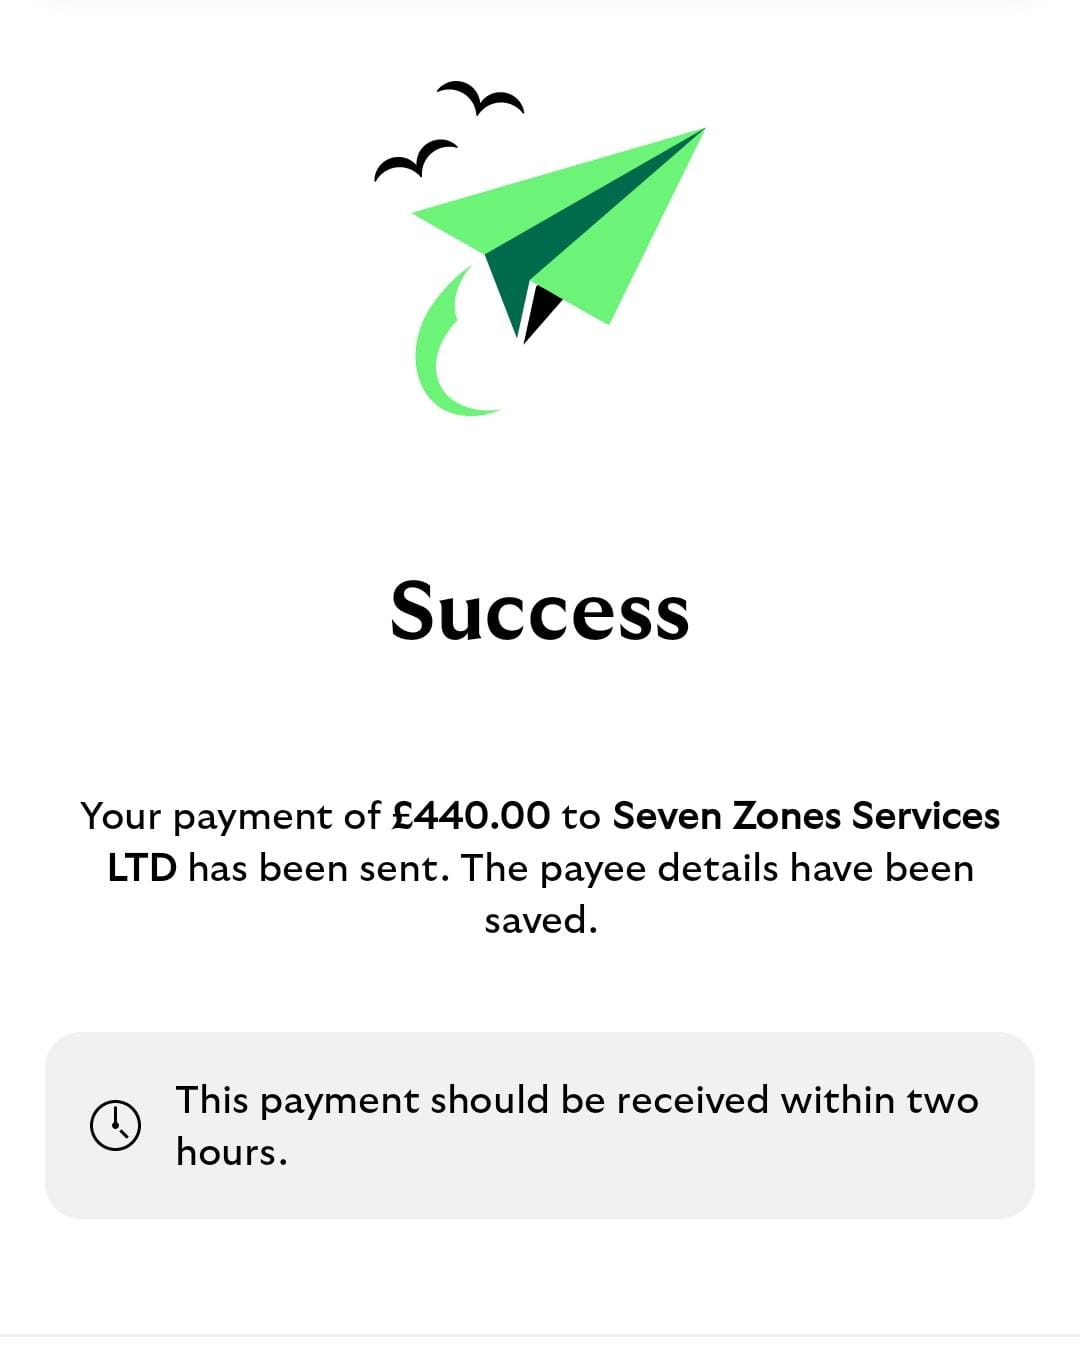 Success
Your payment of £440.00 to Seven Zones Services
LTD has been sent. The payee details have been
saved.
This payment should be received within two
hours.